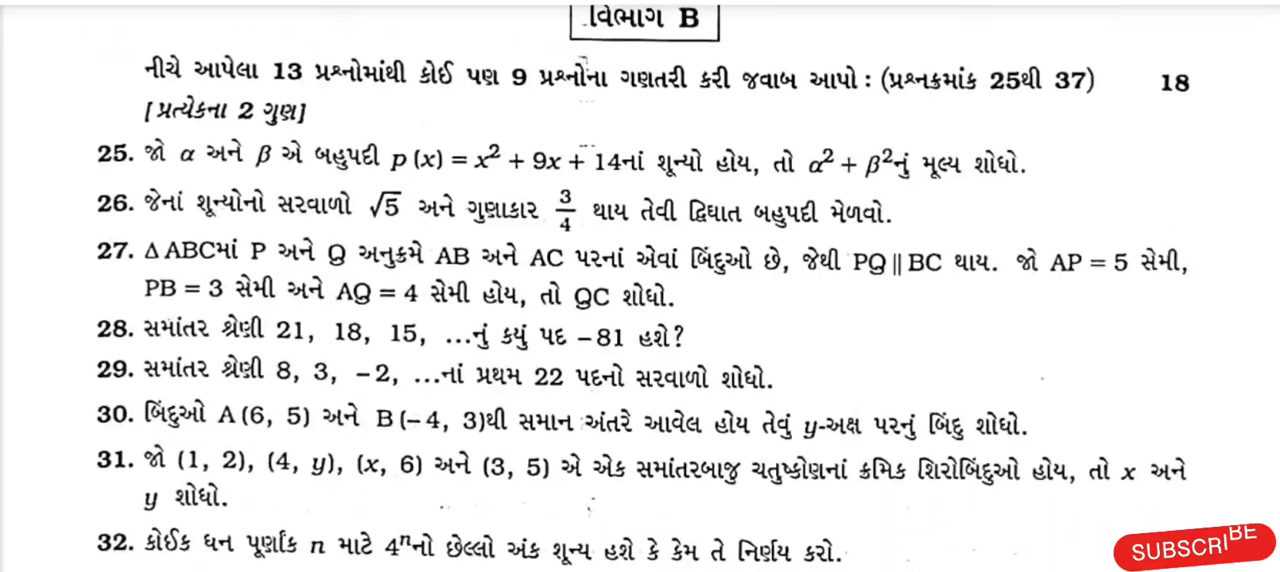 વિભાગ B
નીચે આપેલા 13 પ્રશ્નોમાંથી કોઈ પણ 9 પ્રશ્નોના ગણતરી કરી જવાબ આપો : (પ્રશ્નક્રમાંક 25થી 37) 18
[પ્રત્યેકના 2 ગુણ]
25. જો α અને β એ બહુપદી p (x) = x² + 9x + 14નાં શૂન્યો હોય, તો α² + β²નું મૂલ્ય શોધો.
26. જેનાં શૂન્યોનો સરવાળો √5 અને ગુણાકાર 3/4 થાય તેવી દ્વિઘાત બહુપદી મેળવો.
27. Δ ABCમાં P અને Q અનુક્રમે AB અને AC પરનાં એવાં બિંદુઓ છે, જેથી PQ || BC થાય. જો AP = 5 સેમી,
PB = 3 સેમી અને AQ = 4 સેમી હોય, તો QC શોધો.
28. સમાંતર શ્રેણી 21, 18, 15, ...નું કયું પદ –81 હશે?
29. સમાંતર શ્રેણી 8, 3, –2, ...નાં પ્રથમ 22 પદનો સરવાળો શોધો.
30. બિંદુઓ A (6, 5) અને B (–4, 3)થી સમાન અંતરે આવેલ હોય તેવું y-અક્ષ પરનું બિંદુ શોધો.
31. જો (1, 2), (4, y), (x, 6) અને (3, 5) એ એક સમાંતરબાજુ ચતુષ્કોણનાં ક્રમિક શિરોબિંદુઓ હોય, તો x અને
y શોધો.
32. કોઈક ધન પૂર્ણાંક n માટે 4ⁿનો છેલ્લો અંક શૂન્ય હશે કે કેમ તે નિર્ણય કરો.
SUBSCRIBE